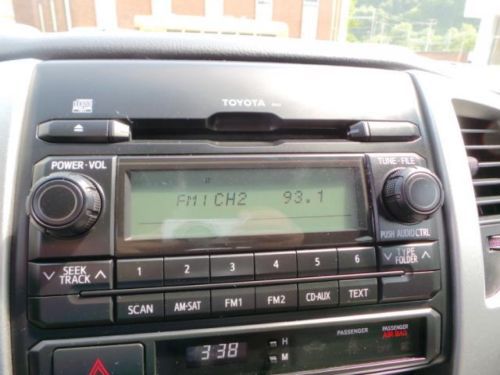 TOYOTA
POWER·VOL
TUNE·FILE
FM1CH2 93.1
PUSH AUDIO CTRL
SEEK TRACK
1 2 3 4 5 6
TYPE FOLDER
SCAN AM·SAT FM1 FM2 CD·AUX TEXT
3:38
H
M
PASSENGER
PASSENGER AIR BAG